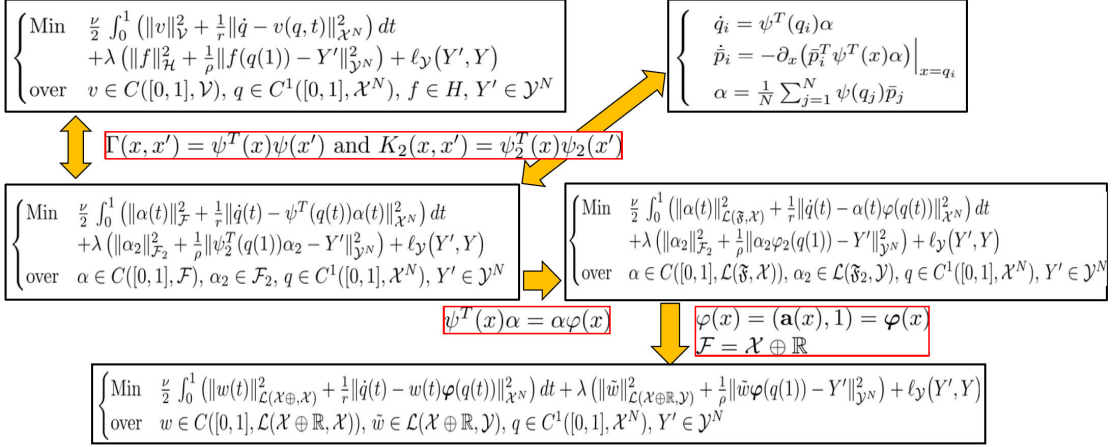 Min ν/2 ∫₀¹ (‖v‖²_𝒱 + 1/r ‖q̇ − v(q, t)‖²_{𝒳^N}) dt
+λ (‖f‖²_ℋ + 1/ρ ‖f(q(1)) − Y′‖²_{𝒴^N}) + ℓ_𝒴(Y′, Y)
over v ∈ C([0, 1], 𝒱), q ∈ C¹([0, 1], 𝒳^N), f ∈ H, Y′ ∈ 𝒴^N
q̇_i = ψ^T(q_i)α
ṗ̄_i = −∂_x(p̄_i^T ψ^T(x)α)|_{x=q_i}
α = 1/N ∑_{j=1}^N ψ(q_j)p̄_j
Γ(x, x′) = ψ^T(x)ψ(x′) and K₂(x, x′) = ψ₂^T(x)ψ₂(x′)
Min ν/2 ∫₀¹ (‖α(t)‖²_ℱ + 1/r ‖q̇(t) − ψ^T(q(t))α(t)‖²_{𝒳^N}) dt
+λ (‖α₂‖²_{ℱ₂} + 1/ρ ‖ψ₂^T(q(1))α₂ − Y′‖²_{𝒴^N}) + ℓ_𝒴(Y′, Y)
over α ∈ C([0, 1], ℱ), α₂ ∈ ℱ₂, q ∈ C¹([0, 1], 𝒳^N), Y′ ∈ 𝒴^N
Min ν/2 ∫₀¹ (‖α(t)‖²_{ℒ(𝔉,𝒳)} + 1/r ‖q̇(t) − α(t)φ(q(t))‖²_{𝒳^N}) dt
+λ (‖α₂‖²_{ℱ₂} + 1/ρ ‖α₂φ₂(q(1)) − Y′‖²_{𝒴^N}) + ℓ_𝒴(Y′, Y)
over α ∈ C([0, 1], ℒ(𝔉, 𝒳)), α₂ ∈ ℒ(𝔉₂, 𝒴), q ∈ C¹([0, 1], 𝒳^N), Y′ ∈ 𝒴^N
ψ^T(x)α = αφ(x)
φ(x) = (𝐚(x), 1) = 𝛗(x)
ℱ = 𝒳 ⊕ ℝ
Min ν/2 ∫₀¹ (‖w(t)‖²_{ℒ(𝒳⊕,𝒳)} + 1/r ‖q̇(t) − w(t)𝛗(q(t))‖²_{𝒳^N}) dt + λ (‖w̃‖²_{ℒ(𝒳⊕ℝ,𝒴)} + 1/ρ ‖w̃𝛗(q(1)) − Y′‖²_{𝒴^N}) + ℓ_𝒴(Y′, Y)
over w ∈ C([0, 1], ℒ(𝒳 ⊕ ℝ, 𝒳)), w̃ ∈ ℒ(𝒳 ⊕ ℝ, 𝒴), q ∈ C¹([0, 1], 𝒳^N), Y′ ∈ 𝒴^N